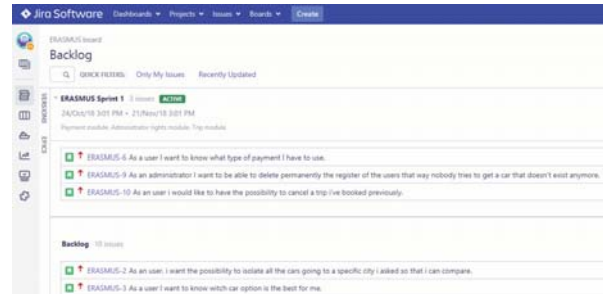 Jira Software Dashboards Projects Issues Boards Create
ERASMUS board
Backlog
QUICK FILTERS: Only My Issues Recently Updated
VERSIONS
EPICS
ERASMUS Sprint 1 3 issues ACTIVE
24/Oct/18 3:01 PM • 21/Nov/18 3:01 PM
Payment module; Administrator rights module; Trip module;
ERASMUS-6 As a user I want to know what type of payment I have to use.
ERASMUS-9 As an administrator I want to be able to delete permanently the register of the users that way nobody tries to get a car that doesn't exist anymore.
ERASMUS-10 As an user i would like to have the possibility to cancel a trip i've booked previously.
Backlog 10 issues
ERASMUS-2 As an user, i want the possibility to isolate all the cars going to a specific city i asked so that i can compare.
ERASMUS-3 As a user I want to know witch car option is the best for me.